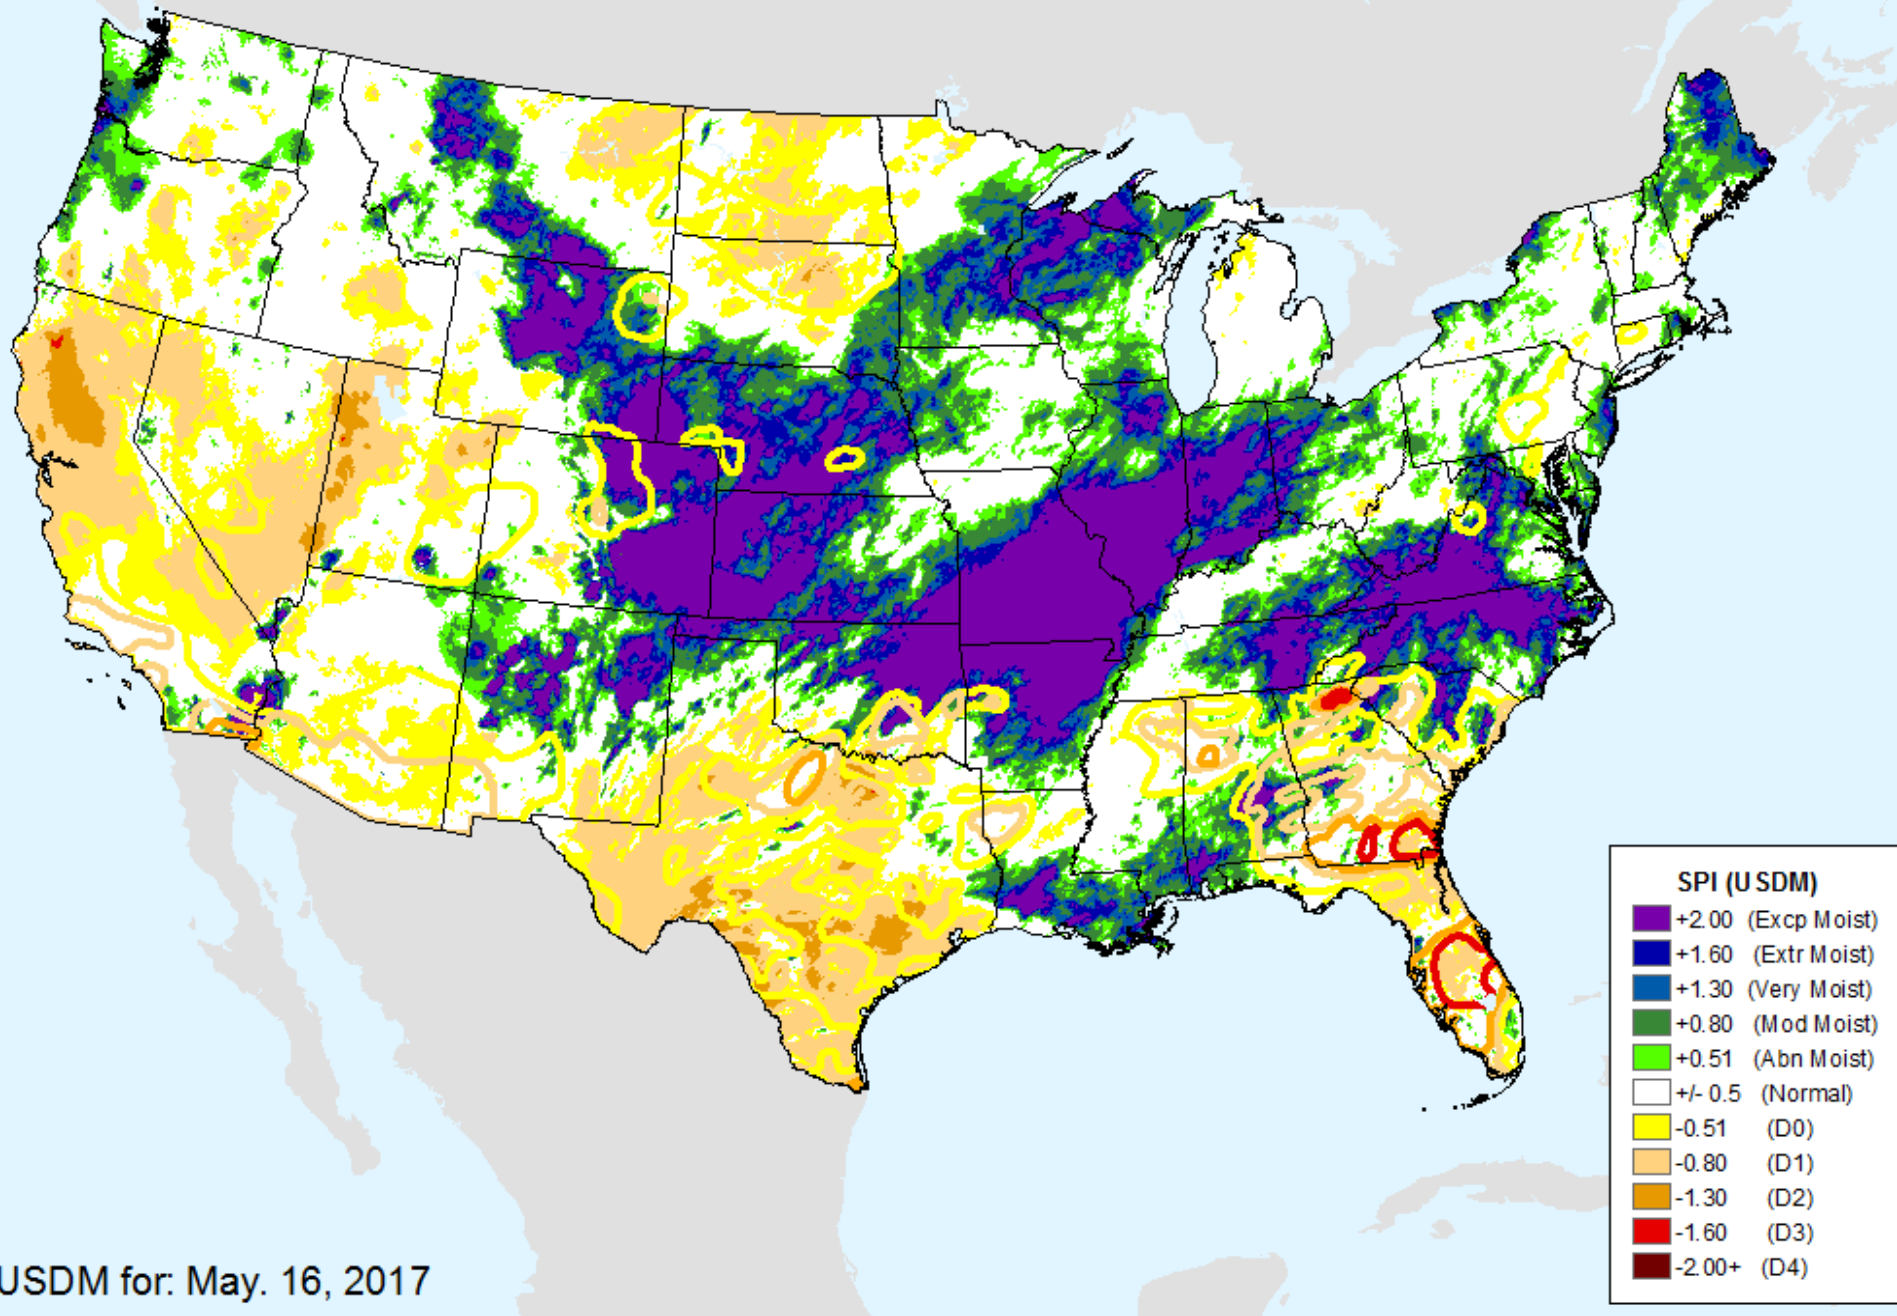 SPI (USDM)
+2.00 (Excp Moist)
+1.60 (Extr Moist)
+1.30 (Very Moist)
+0.80 (Mod Moist)
+0.51 (Abn Moist)
+/- 0.5 (Normal)
-0.51 (D0)
-0.80 (D1)
-1.30 (D2)
-1.60 (D3)
-2.00+ (D4)
USDM for: May. 16, 2017